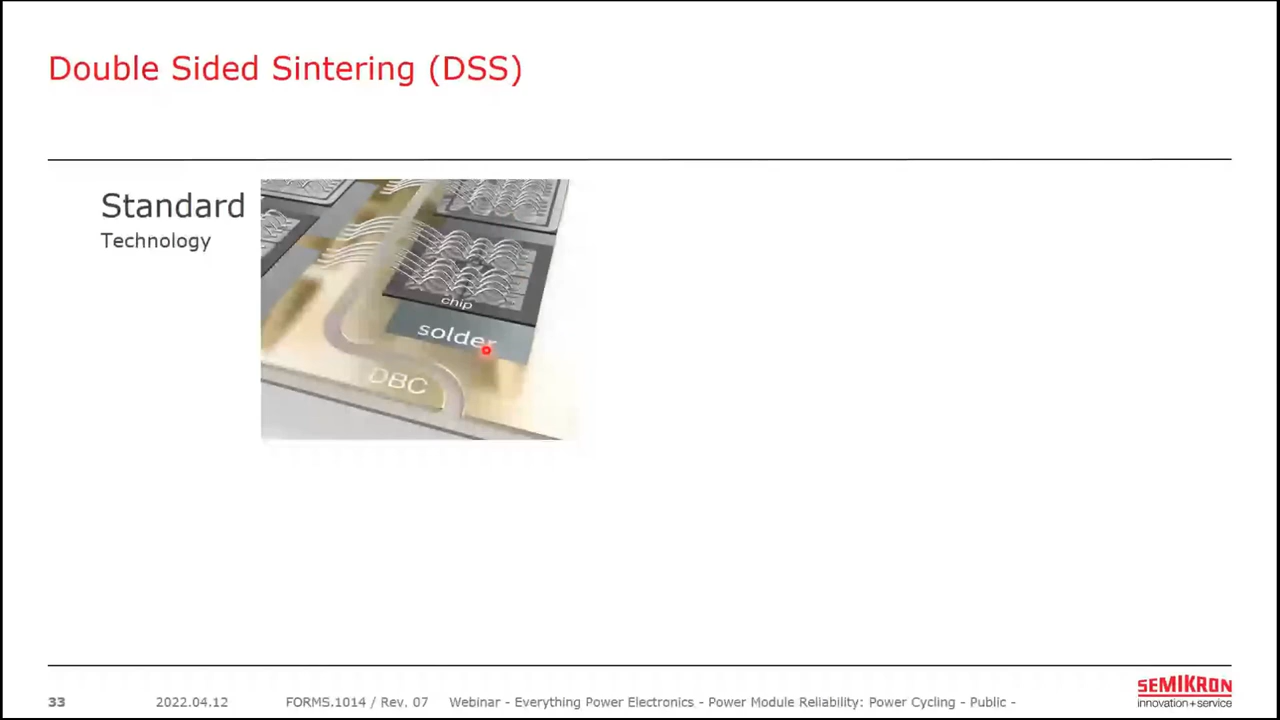 Double Sided Sintering (DSS)
Standard
Technology
chip
solder
DBC
33 2022.04.12 FORMS.1014 / Rev. 07 Webinar - Everything Power Electronics - Power Module Reliability: Power Cycling - Public -
SEMIKRON
innovation+service